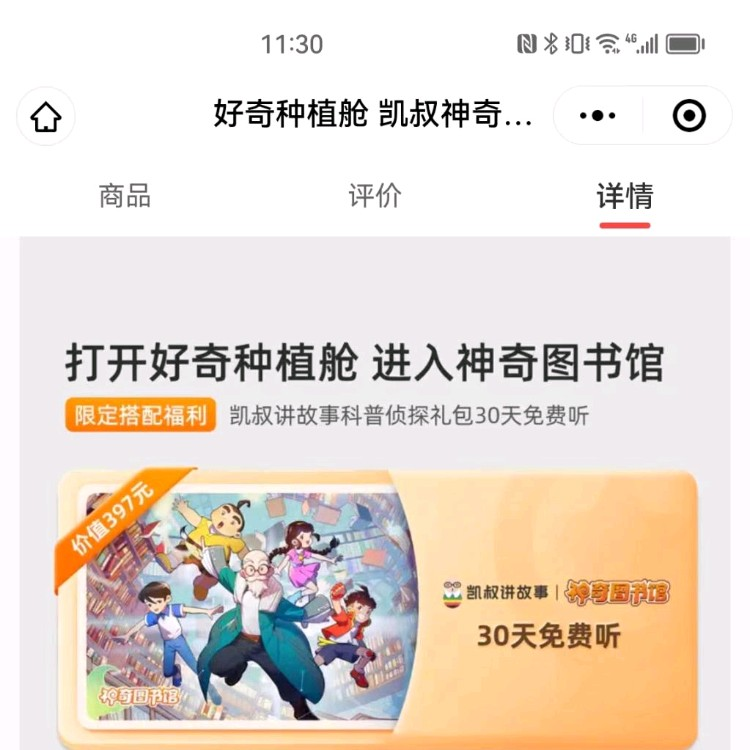 11:30
4G
好奇种植舱 凯叔神奇...
商品 评价 详情
打开好奇种植舱 进入神奇图书馆
限定搭配福利 凯叔讲故事科普侦探礼包30天免费听
价值397元
凯叔讲故事 | 神奇图书馆
30天免费听
神奇图书馆